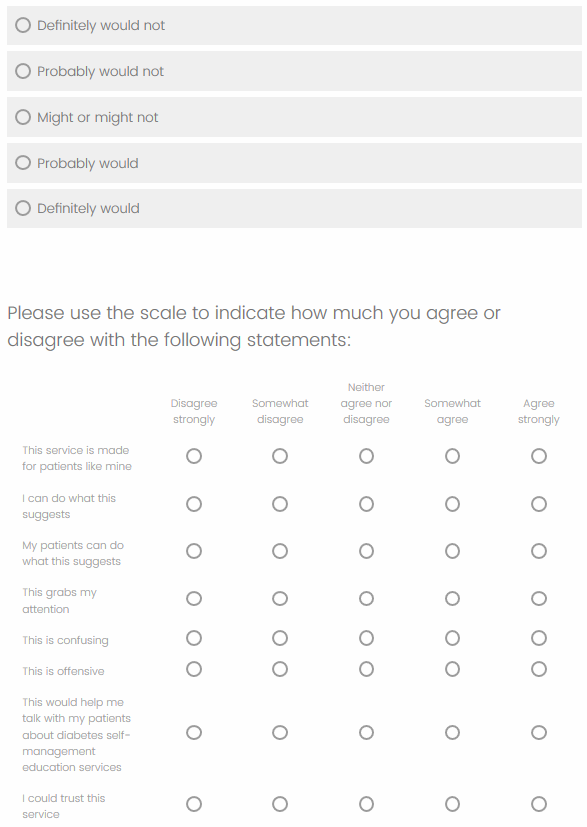 Definitely would not
Probably would not
Might or might not
Probably would
Definitely would
Please use the scale to indicate how much you agree or
disagree with the following statements:
Disagree
strongly
Somewhat
disagree
Neither
agree nor
disagree
Somewhat
agree
Agree
strongly
This service is made
for patients like mine
I can do what this
suggests
My patients can do
what this suggests
This grabs my
attention
This is confusing
This is offensive
This would help me
talk with my patients
about diabetes self-
management
education services
I could trust this
service